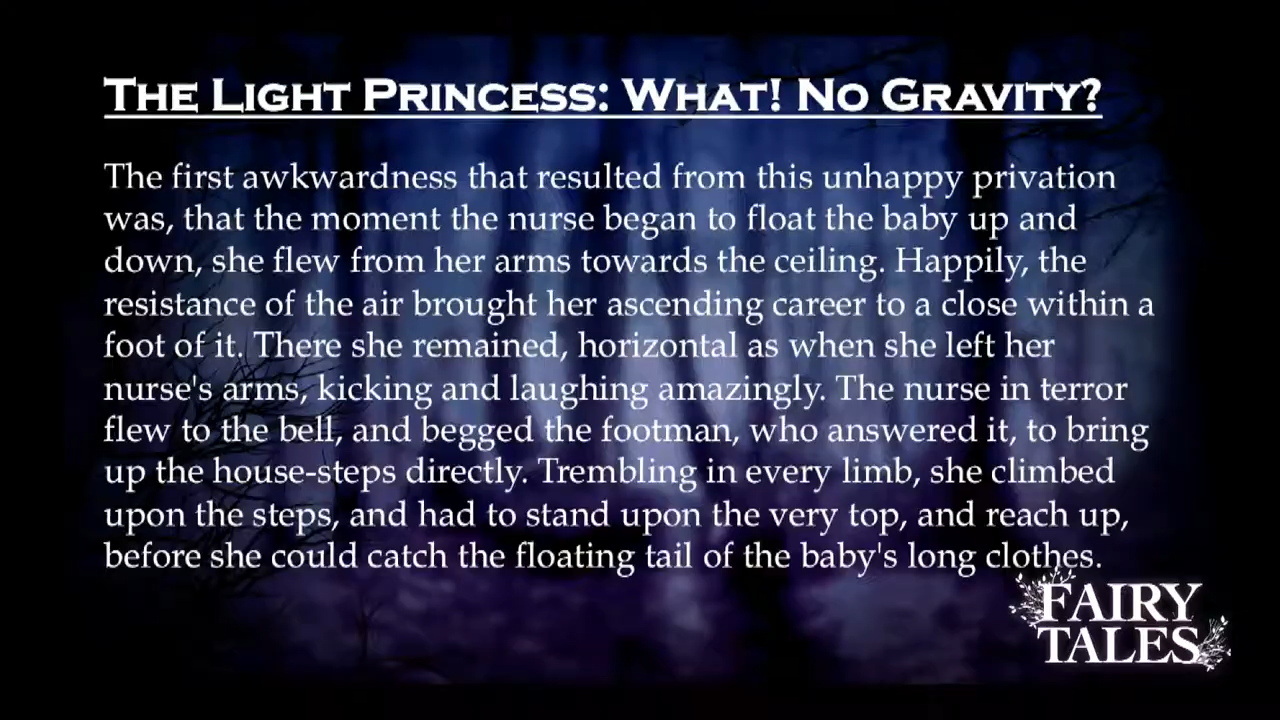 THE LIGHT PRINCESS: WHAT! NO GRAVITY?
The first awkwardness that resulted from this unhappy privation
was, that the moment the nurse began to float the baby up and
down, she flew from her arms towards the ceiling. Happily, the
resistance of the air brought her ascending career to a close within a
foot of it. There she remained, horizontal as when she left her
nurse's arms, kicking and laughing amazingly. The nurse in terror
flew to the bell, and begged the footman, who answered it, to bring
up the house-steps directly. Trembling in every limb, she climbed
upon the steps, and had to stand upon the very top, and reach up,
before she could catch the floating tail of the baby's long clothes.
FAIRY
TALES